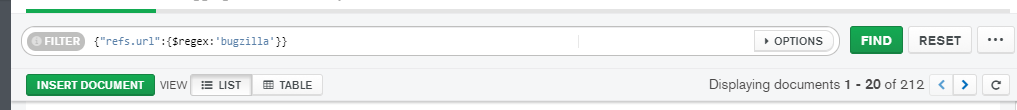 FILTER {"refs.url":{$regex:'bugzilla'}} OPTIONS FIND RESET ...
INSERT DOCUMENT VIEW LIST TABLE Displaying documents 1 - 20 of 212